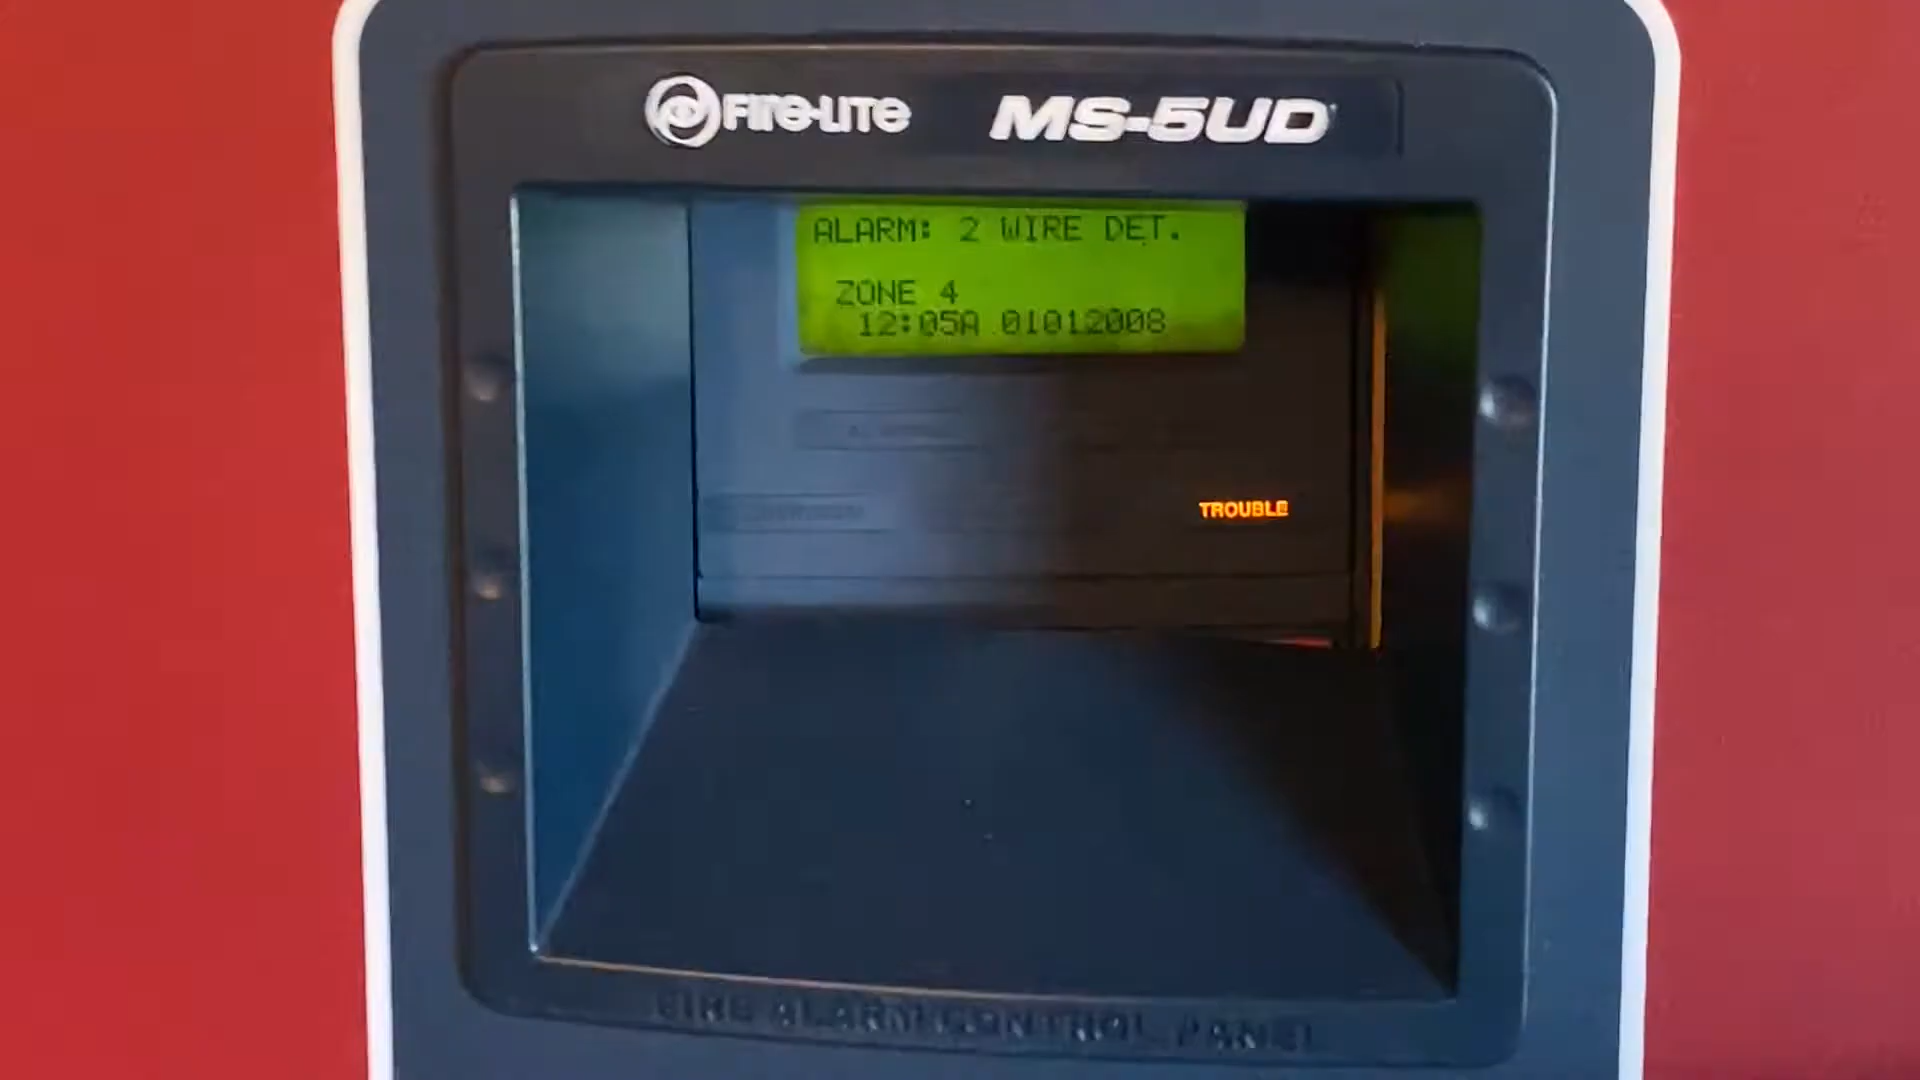 FIRE-LITE MS-5UD
ALARM: 2 WIRE DET.
ZONE 4
12:05A 01012008
TROUBLE
FIRE ALARM CONTROL PANEL